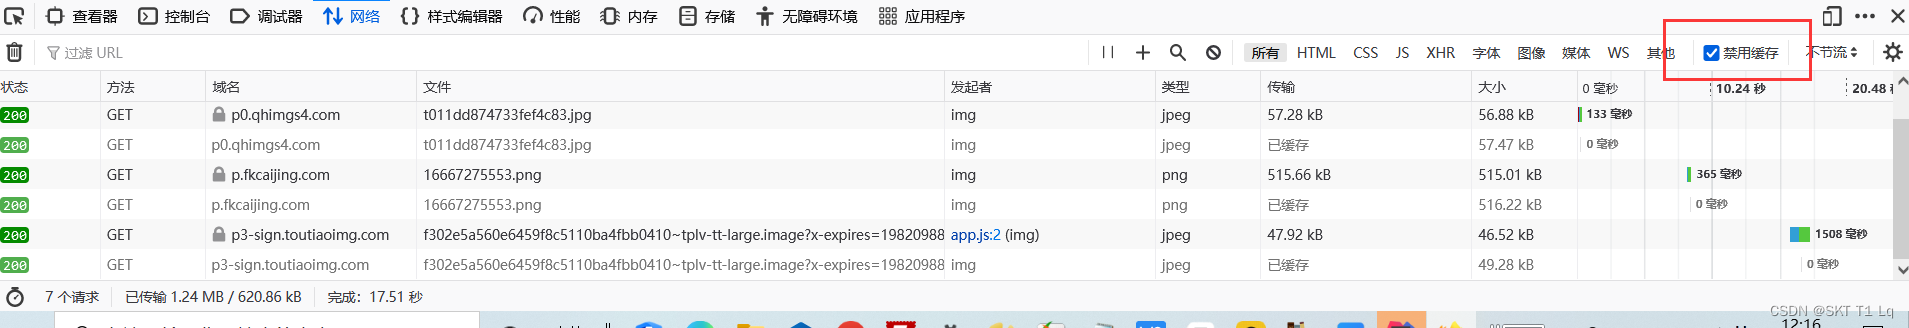 查看器 控制台 调试器 网络 样式编辑器 性能 内存 存储 无障碍环境 应用程序
过滤 URL 所有 HTML CSS JS XHR 字体 图像 媒体 WS 其他 禁用缓存 不节流
状态 方法 域名 文件 发起者 类型 传输 大小 0 毫秒 10.24 秒 20.48
200 GET p0.qhimgs4.com t011dd874733fef4c83.jpg img jpeg 57.28 kB 56.88 kB 133 毫秒
200 GET p0.qhimgs4.com t011dd874733fef4c83.jpg img jpeg 已缓存 57.47 kB 0 毫秒
200 GET p.fkcaijing.com 16667275553.png img png 515.66 kB 515.01 kB 365 毫秒
200 GET p.fkcaijing.com 16667275553.png img png 已缓存 516.22 kB 0 毫秒
200 GET p3-sign.toutiaoimg.com f302e5a560e6459f8c5110ba4fbb0410~tplv-tt-large.image?x-expires=19820988 app.js:2 (img) jpeg 47.92 kB 46.52 kB 1508 毫秒
200 GET p3-sign.toutiaoimg.com f302e5a560e6459f8c5110ba4fbb0410~tplv-tt-large.image?x-expires=19820988 img jpeg 已缓存 49.28 kB 0 毫秒
7 个请求 已传输 1.24 MB / 620.86 kB 完成：17.51 秒
CSDN @SKT T1 Lq
12:16